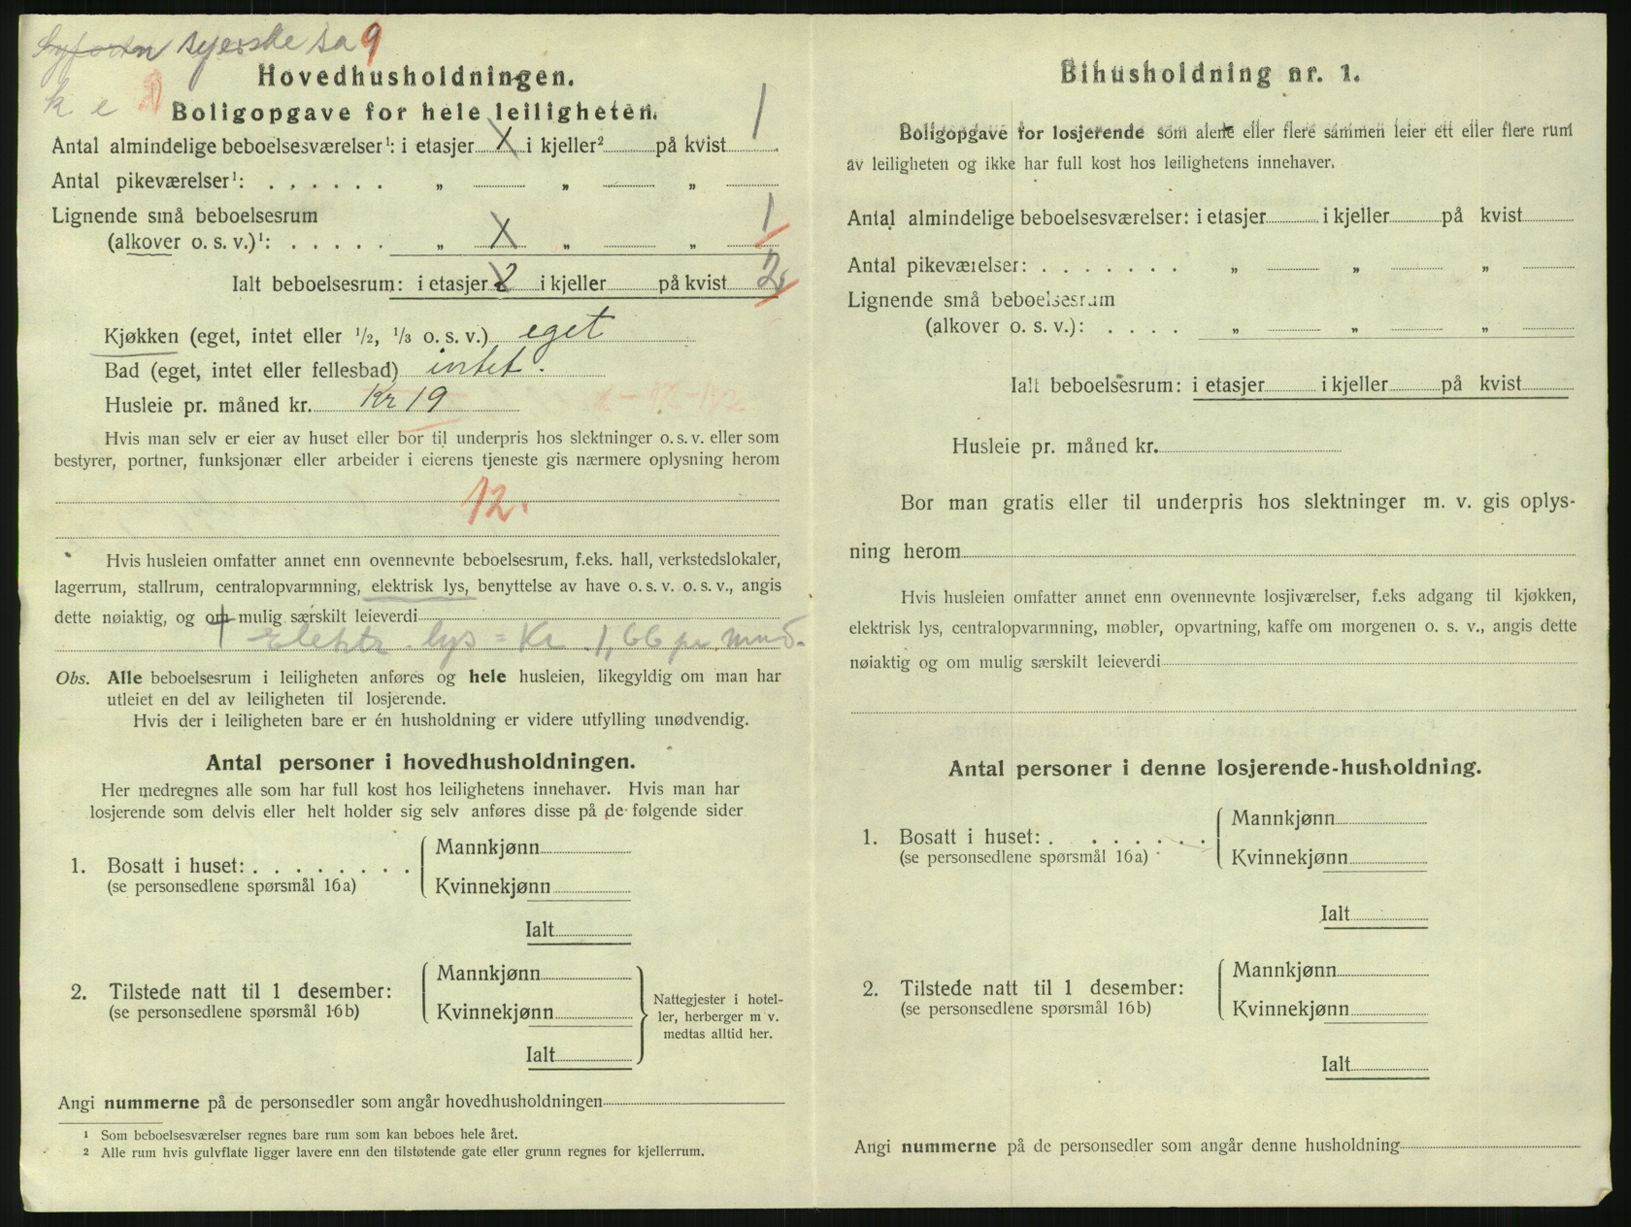 syerske sa 9
k e
Hovedhusholdningen.
Boligopgave for hele leiligheten.
Antal almindelige beboelsesværelser¹: i etasjer X i kjeller² på kvist 1
Antal pikeværelser¹: . . . . . . „ „ „
Lignende små beboelsesrum
(alkover o. s. v.)¹: . . . . . „ X „ „ 1
Ialt beboelsesrum: i etasjer 2 i kjeller på kvist 2
Kjøkken (eget, intet eller ½, ⅓ o. s. v.) eget
Bad (eget, intet eller fellesbad) intet.
Husleie pr. måned kr. Kr 19
Hvis man selv er eier av huset eller bor til underpris hos slektninger o. s. v. eller som
bestyrer, portner, funksjonær eller arbeider i eierens tjeneste gis nærmere oplysning herom
12.
Hvis husleien omfatter annet enn ovennevnte beboelsesrum, f.eks. hall, verkstedslokaler,
lagerrum, stallrum, centralopvarmning, elektrisk lys, benyttelse av have o. s. v. o. s. v., angis
dette nøiaktig, og om mulig særskilt leieverdi
Elektr. lys = Kr. 1,66 pr. mnd.
Obs. Alle beboelsesrum i leiligheten anføres og hele husleien, likegyldig om man har
utleiet en del av leiligheten til losjerende.
Hvis der i leiligheten bare er én husholdning er videre utfylling unødvendig.
Antal personer i hovedhusholdningen.
Her medregnes alle som har full kost hos leilighetens innehaver. Hvis man har
losjerende som delvis eller helt holder sig selv anføres disse på de følgende sider
Mannkjønn
1. Bosatt i huset: . . . . . . . .
(se personsedlene spørsmål 16a)
Kvinnekjønn
Ialt
Mannkjønn
2. Tilstede natt til 1 desember:
(se personsedlene spørsmål 16b)
Kvinnekjønn
Ialt
Nattegjester i hotel-
ler, herberger m v.
medtas alltid her.
Angi nummerne på de personsedler som angår hovedhusholdningen
¹ Som beboelsesværelser regnes bare rum som kan beboes hele året.
² Alle rum hvis gulvflate ligger lavere enn den tilstøtende gate eller grunn regnes for kjellerrum.
Bihusholdning nr. 1.
Boligopgave for losjerende som alene eller flere sammen leier ett eller flere rum
av leiligheten og ikke har full kost hos leilighetens innehaver.
Antal almindelige beboelsesværelser: i etasjer i kjeller på kvist
Antal pikeværelser: . . . . . . . „ „ „
Lignende små beboelsesrum
(alkover o. s. v.): . . . . „ „ „
Ialt beboelsesrum: i etasjer i kjeller på kvist
Husleie pr. måned kr.
Bor man gratis eller til underpris hos slektninger m. v. gis oplys-
ning herom
Hvis husleien omfatter annet enn ovennevnte losjiværelser, f.eks adgang til kjøkken,
elektrisk lys, centralopvarmning, møbler, opvartning, kaffe om morgenen o. s. v., angis dette
nøiaktig og om mulig særskilt leieverdi
Antal personer i denne losjerende-husholdning.
Mannkjønn
1. Bosatt i huset: . . . . . . .
(se personsedlene spørsmål 16a)
Kvinnekjønn
Ialt
Mannkjønn
2. Tilstede natt til 1 desember:
(se personsedlene spørsmål 16b)
Kvinnekjønn
Ialt
Angi nummerne på de personsedler som angår denne husholdning